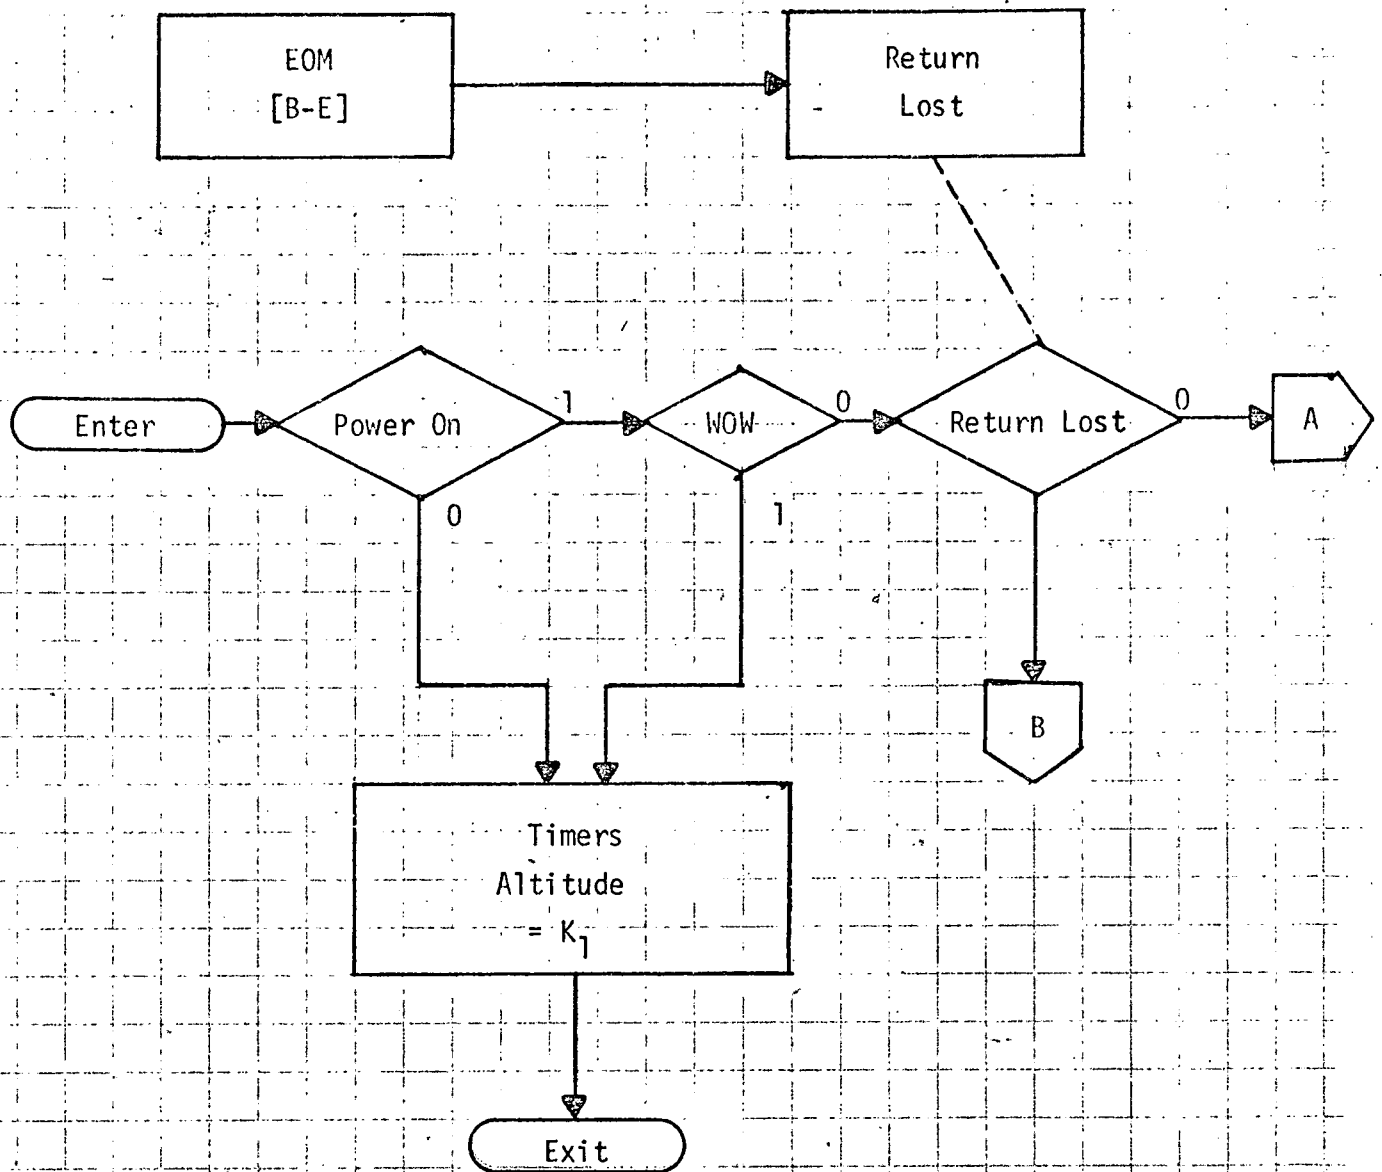 EOM
[B-E]
Return
Lost
Enter
Power On
1
WOW
0
Return Lost
0
A
0
1
B
Timers
Altitude
= K1
Exit